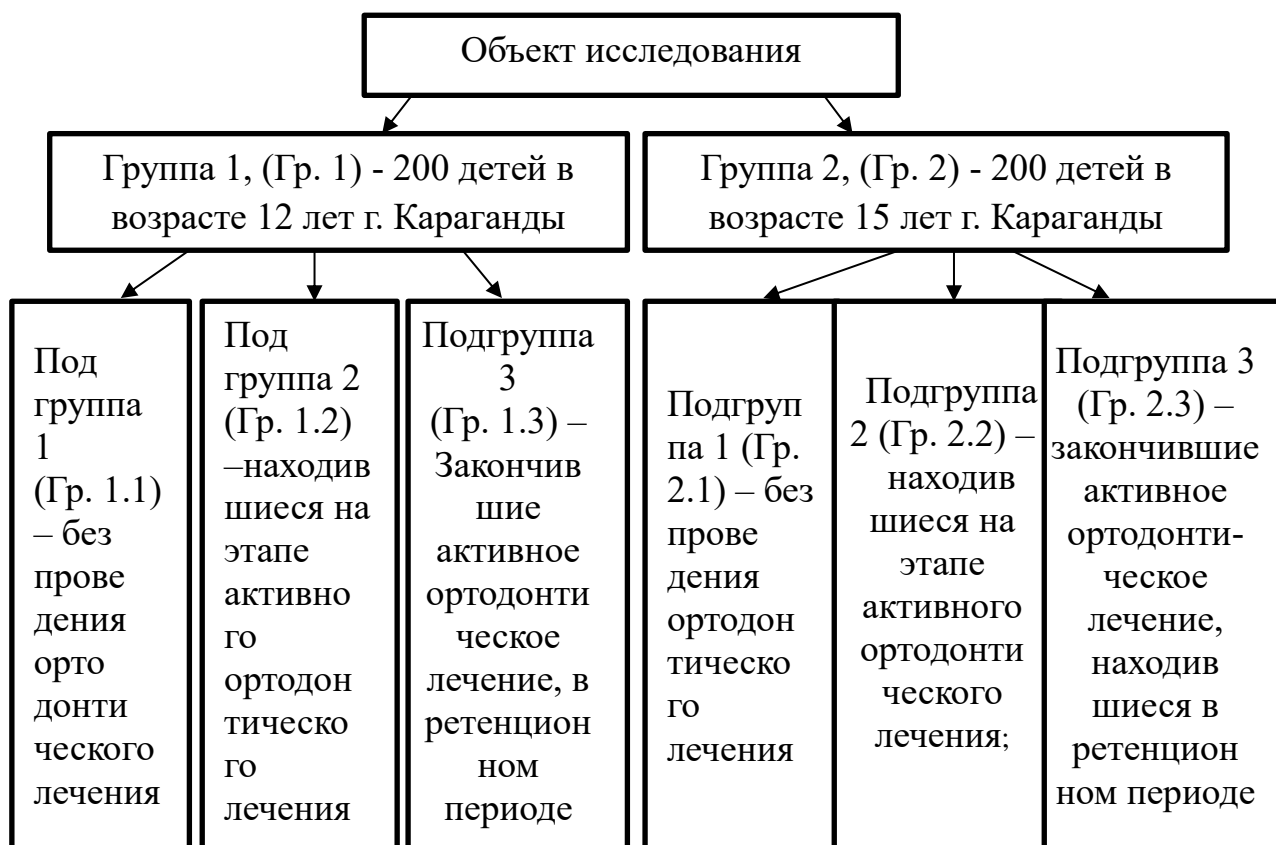 Объект исследования
Группа 1, (Гр. 1) - 200 детей в
возрасте 12 лет г. Караганды
Группа 2, (Гр. 2) - 200 детей в
возрасте 15 лет г. Караганды
Под
группа
1
(Гр. 1.1)
– без
прове
дения
орто
донти
ческого
лечения
Под
группа 2
(Гр. 1.2)
–находив
шиеся на
этапе
активно
го
ортодон
тическо
го
лечения
Подгруппа
3
(Гр. 1.3) –
Закончив
шие
активное
ортодонти
ческое
лечение, в
ретенцион
ном
периоде
Подгруп
па 1 (Гр.
2.1) – без
прове
дения
ортодон
тическо
го
лечения
Подгруппа
2 (Гр. 2.2) –
находив
шиеся на
этапе
активного
ортодонти
ческого
лечения;
Подгруппа 3
(Гр. 2.3) –
закончившие
активное
ортодонти-
ческое
лечение,
находив
шиеся в
ретенцион
ном периоде